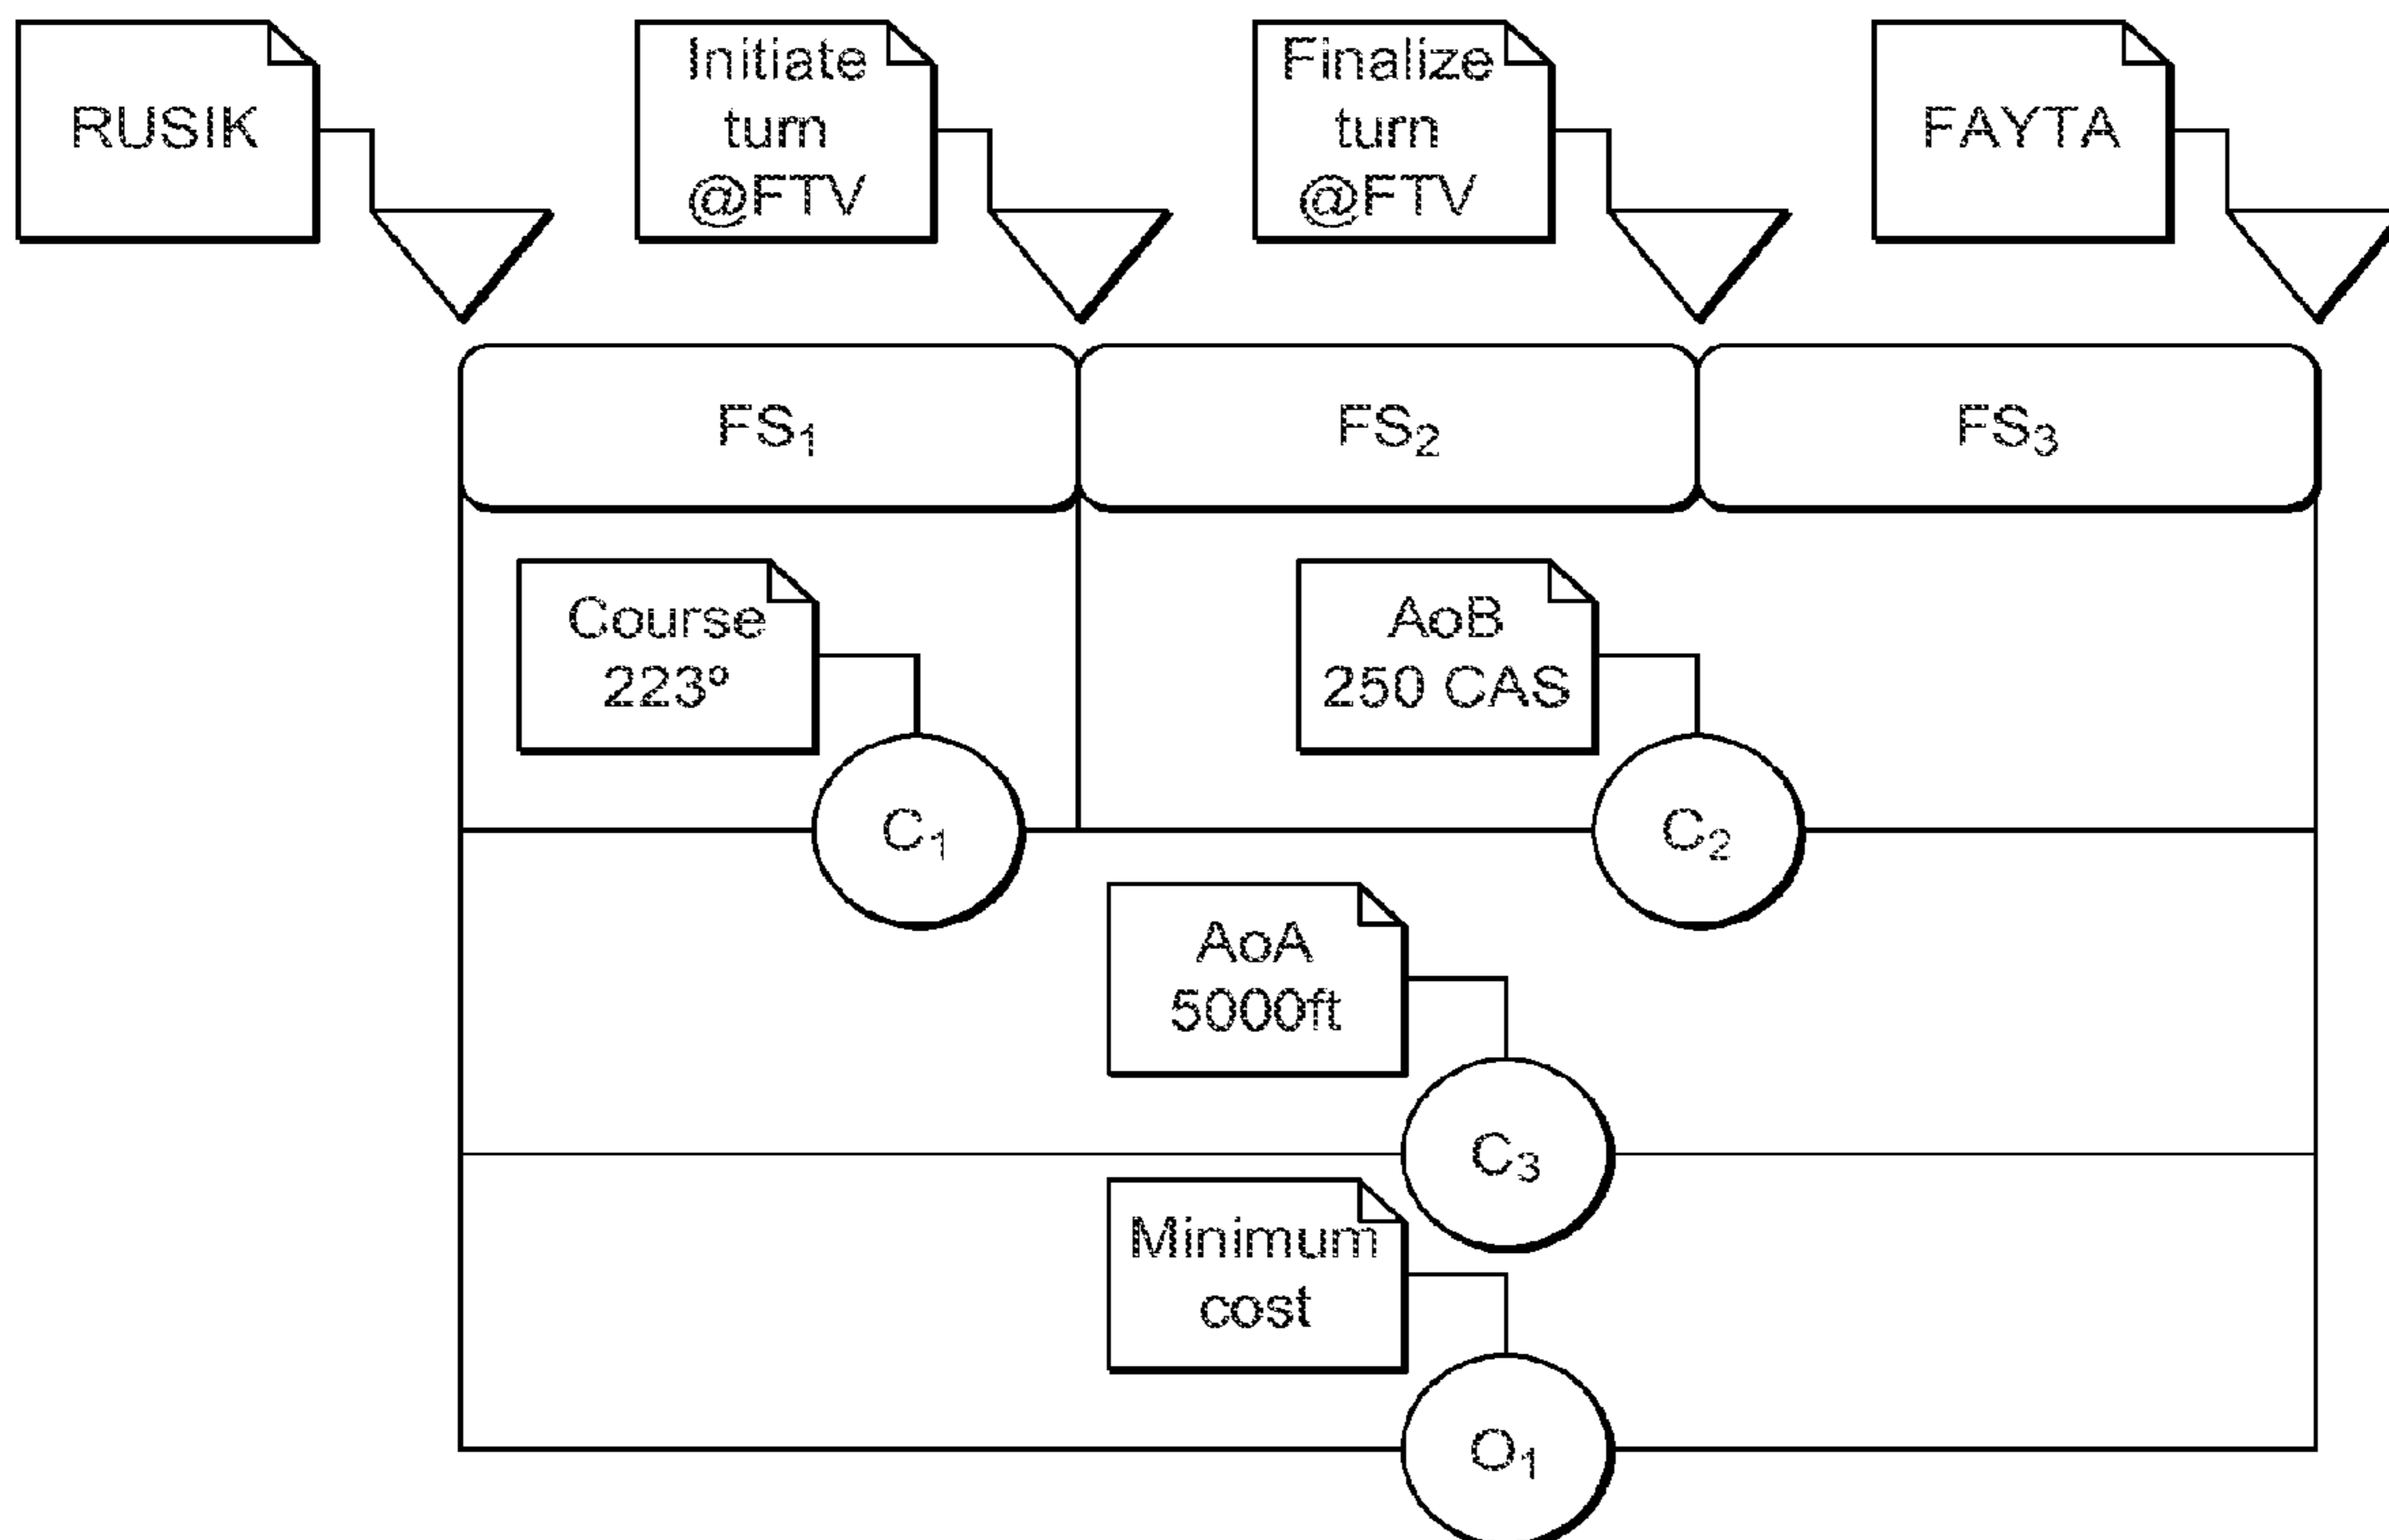 RUSIK
Initiate
turn
@FTV
Finalize
turn
@FTV
FAYTA
FS₁
FS₂
FS₃
Course
223º
AoB
250 CAS
C₁
C₂
AoA
5000ft
C₃
Minimum
cost
O₁